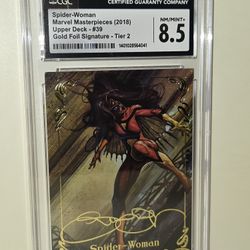 CGC
CERTIFIED GUARANTY COMPANY
Spider-Woman
Marvel Masterpieces (2018)
Upper Deck - #39
Gold Foil Signature - Tier 2
NM/MINT+
8.5
Spider-Woman